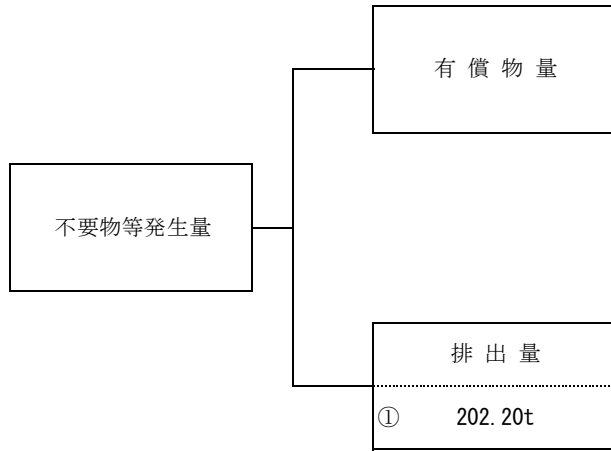 有 償 物 量
不要物等発生量
排 出 量
① 202.20t